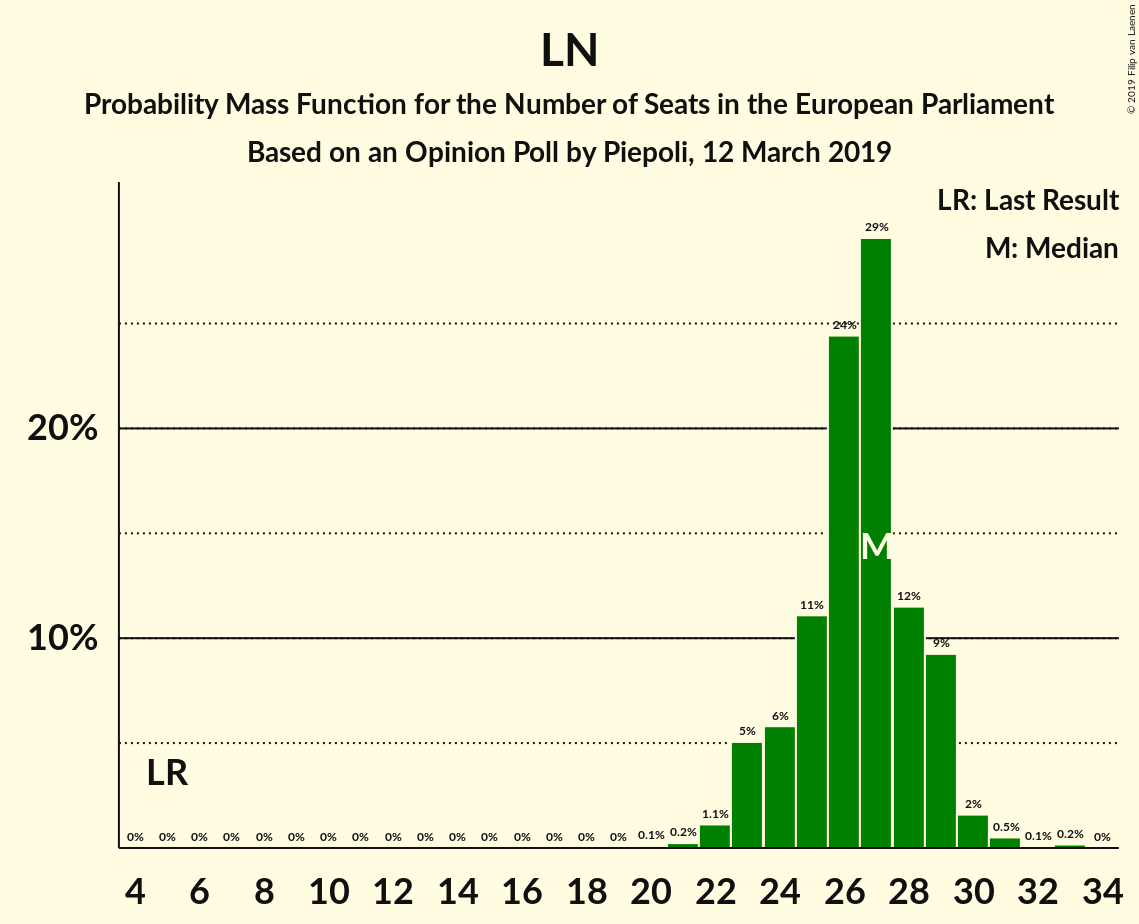 LN
Probability Mass Function for the Number of Seats in the European Parliament
Based on an Opinion Poll by Piepoli, 12 March 2019
© 2019 Filip van Laenen
LR: Last Result
M: Median
20%
10%
LR
M
0% 0% 0% 0% 0% 0% 0% 0% 0% 0% 0% 0% 0% 0% 0% 0% 0.1% 0.2% 1.1% 5% 6% 11% 24% 29% 12% 9% 2% 0.5% 0.1% 0.2% 0%
4 6 8 10 12 14 16 18 20 22 24 26 28 30 32 34